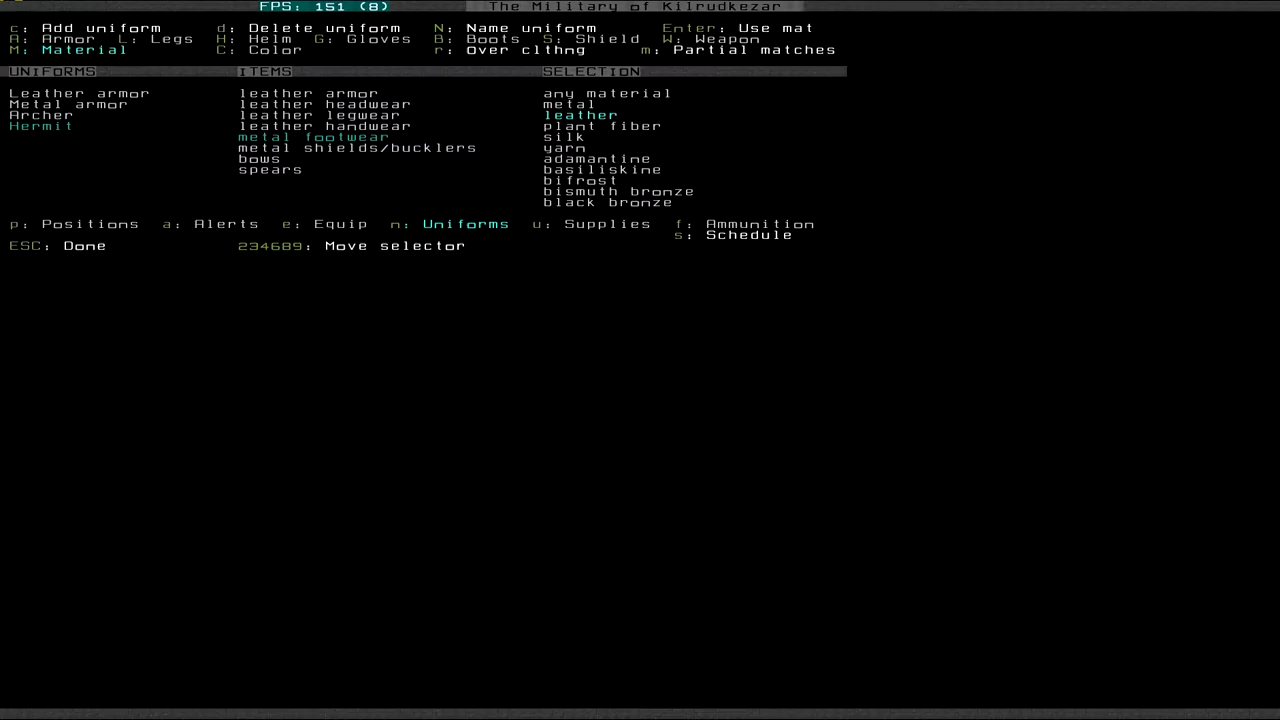 FPS: 151 (8) The Military of Kilrudkezar
c: Add uniform d: Delete uniform N: Name uniform Enter: Use mat
A: Armor L: Legs H: Helm G: Gloves B: Boots S: Shield W: Weapon
M: Material C: Color r: Over clthng m: Partial matches
UNIFORMS ITEMS SELECTION
Leather armor leather armor any material
Metal armor leather headwear metal
Archer leather legwear leather
Hermit leather handwear plant fiber
metal footwear silk
metal shields/bucklers yarn
bows adamantine
spears basiliskine
bifrost
bismuth bronze
black bronze
p: Positions a: Alerts e: Equip n: Uniforms u: Supplies f: Ammunition
s: Schedule
ESC: Done 234689: Move selector